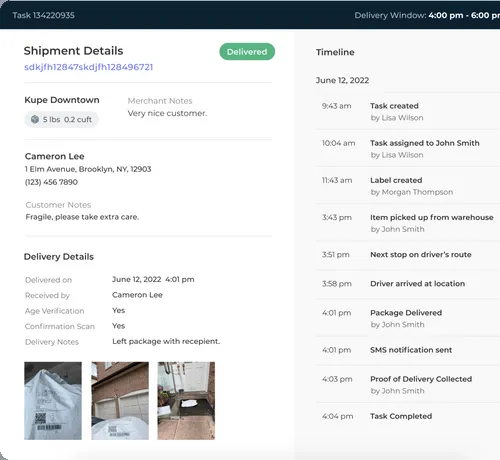 Task 134220935
Delivery Window: 4:00 pm - 6:00 pr
Shipment Details
Delivered
sdkjfh12847skdjfh128496721
Kupe Downtown
5 lbs 0.2 cuft
Merchant Notes
Very nice customer.
Cameron Lee
1 Elm Avenue, Brooklyn, NY, 12903
(123) 456 7890
Customer Notes
Fragile, please take extra care.
Delivery Details
Delivered on June 12, 2022 4:01 pm
Received by Cameron Lee
Age Verification Yes
Confirmation Scan Yes
Delivery Notes Left package with recepient.
Timeline
June 12, 2022
9:43 am Task created
by Lisa Wilson
10:04 am Task assigned to John Smith
by Lisa Wilson
11:43 am Label created
by Morgan Thompson
3:43 pm Item picked up from warehouse
by John Smith
3:51 pm Next stop on driver's route
3:58 pm Driver arrived at location
4:01 pm Package Delivered
by John Smith
4:01 pm SMS notification sent
4:03 pm Proof of Delivery Collected
by John Smith
4:04 pm Task Completed